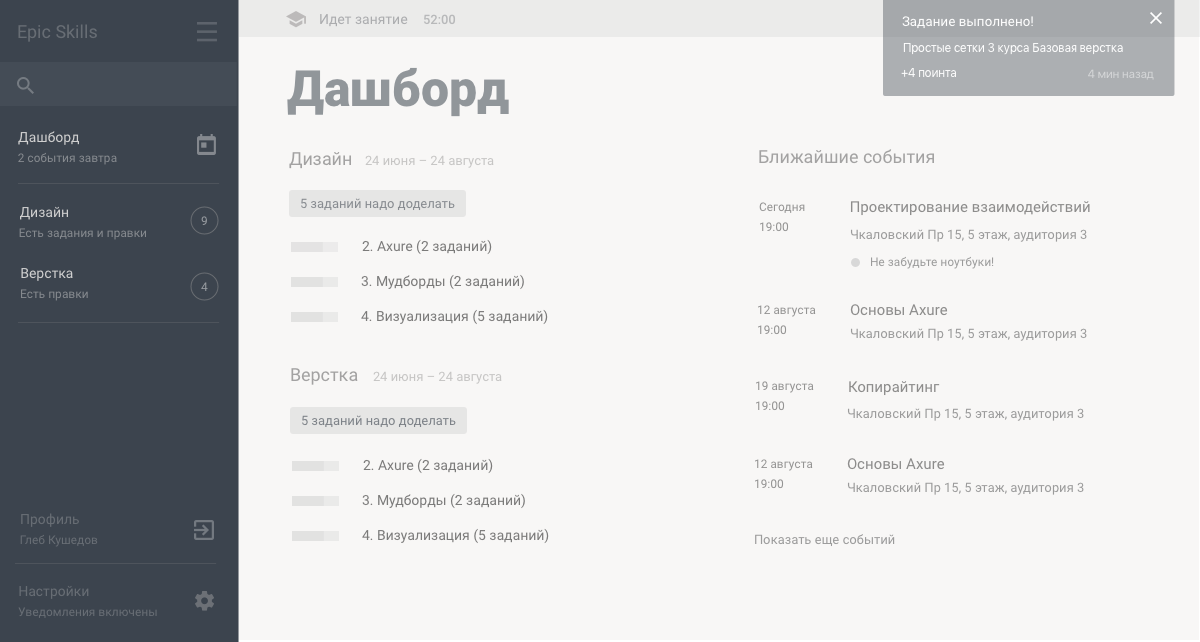 Epic Skills
Дашборд
2 события завтра
Дизайн
Есть задания и правки
9
Верстка
Есть правки
4
Профиль
Глеб Кушедов
Настройки
Уведомления включены
Идет занятие 52:00
Задание выполнено!
Простые сетки 3 курса Базовая верстка
+4 поинта 4 мин назад
Дашборд
Дизайн 24 июня – 24 августа
5 заданий надо доделать
2. Axure (2 заданий)
3. Мудборды (2 заданий)
4. Визуализация (5 заданий)
Верстка 24 июня – 24 августа
5 заданий надо доделать
2. Axure (2 заданий)
3. Мудборды (2 заданий)
4. Визуализация (5 заданий)
Ближайшие события
Сегодня
19:00
Проектирование взаимодействий
Чкаловский Пр 15, 5 этаж, аудитория 3
Не забудьте ноутбуки!
12 августа
19:00
Основы Axure
Чкаловский Пр 15, 5 этаж, аудитория 3
19 августа
19:00
Копирайтинг
Чкаловский Пр 15, 5 этаж, аудитория 3
12 августа
19:00
Основы Axure
Чкаловский Пр 15, 5 этаж, аудитория 3
Показать еще событий